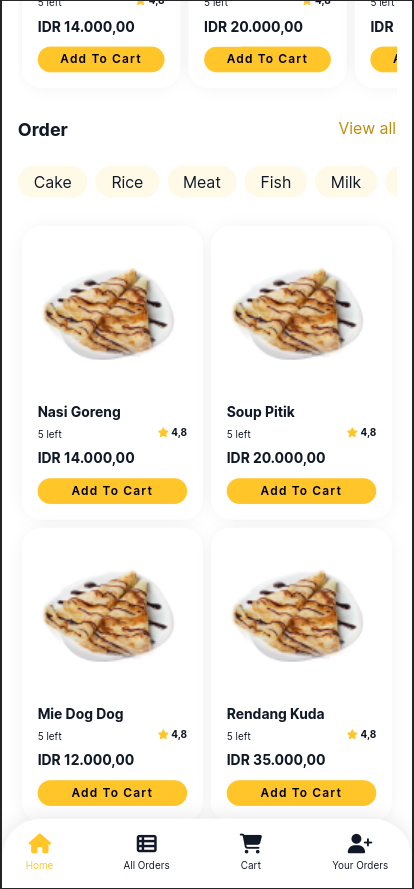 5 left 4,8 5 left 4,8
IDR 14.000,00 IDR 20.000,00 IDR
Add To Cart Add To Cart A
Order View all
Cake Rice Meat Fish Milk
Nasi Goreng Soup Pitik
5 left 4,8 5 left 4,8
IDR 14.000,00 IDR 20.000,00
Add To Cart Add To Cart
Mie Dog Dog Rendang Kuda
5 left 4,8 5 left 4,8
IDR 12.000,00 IDR 35.000,00
Add To Cart Add To Cart
Home All Orders Cart Your Orders